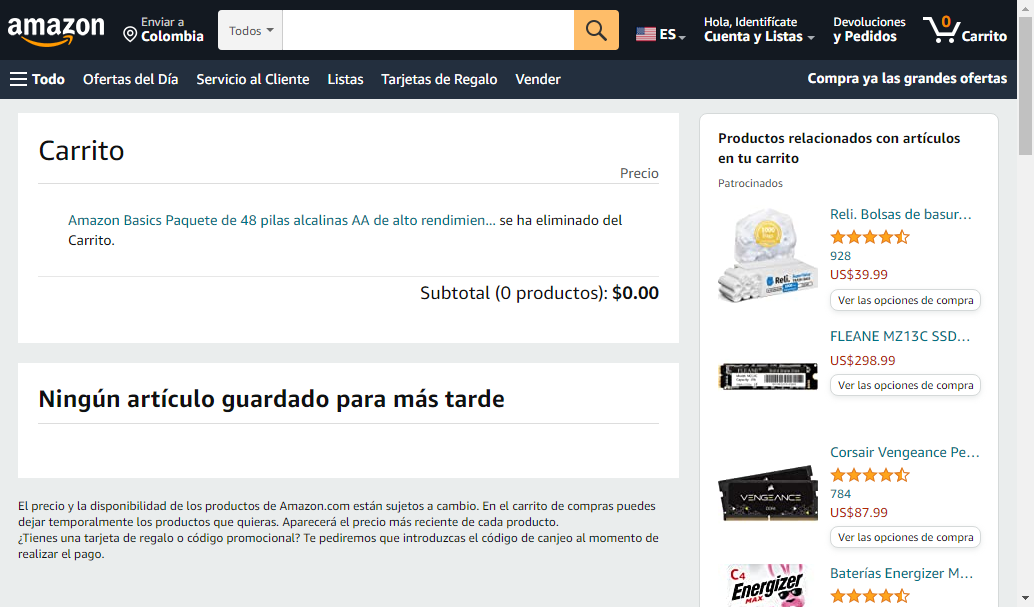 amazon
Enviar a
Colombia
Todos
ES
Hola, Identifícate
Cuenta y Listas
Devoluciones
y Pedidos
0
Carrito
Todo
Ofertas del Día
Servicio al Cliente
Listas
Tarjetas de Regalo
Vender
Compra ya las grandes ofertas
Carrito
Precio
Amazon Basics Paquete de 48 pilas alcalinas AA de alto rendimien... se ha eliminado del
Carrito.
Subtotal (0 productos): $0.00
Ningún artículo guardado para más tarde
El precio y la disponibilidad de los productos de Amazon.com están sujetos a cambio. En el carrito de compras puedes
dejar temporalmente los productos que quieras. Aparecerá el precio más reciente de cada producto.
¿Tienes una tarjeta de regalo o código promocional? Te pediremos que introduzcas el código de canjeo al momento de
realizar el pago.
Productos relacionados con artículos
en tu carrito
Patrocinados
Reli.
Reli. Bolsas de basur...
928
US$39.99
Ver las opciones de compra
FLEANE
FLEANE MZ13C SSD...
US$298.99
Ver las opciones de compra
VENGEANCE
Corsair Vengeance Pe...
784
US$87.99
Ver las opciones de compra
C4
Energizer
MAX
Baterías Energizer M...